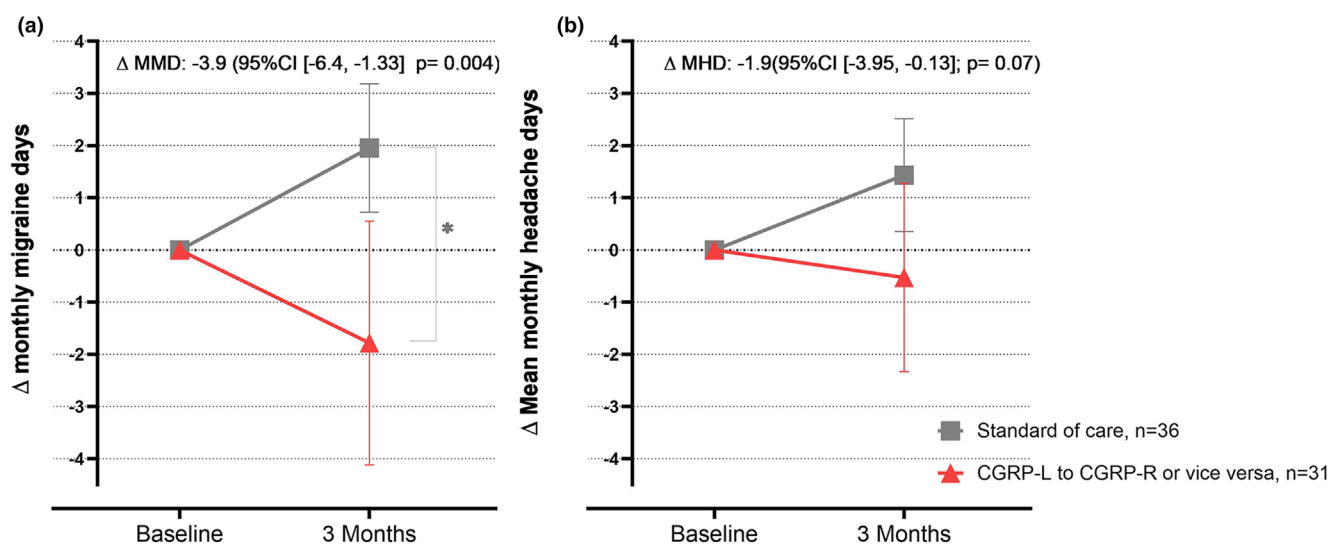 (a)
Δ MMD: -3.9 (95%CI [-6.4, -1.33] p= 0.004)
Δ monthly migraine days
4
3
2
1
0
-1
-2
-3
-4
*
Baseline
3 Months
(b)
Δ MHD: -1.9(95%CI [-3.95, -0.13]; p= 0.07)
Δ Mean monthly headache days
4
3
2
1
0
-1
-2
-3
-4
Baseline
3 Months
Standard of care, n=36
CGRP-L to CGRP-R or vice versa, n=31